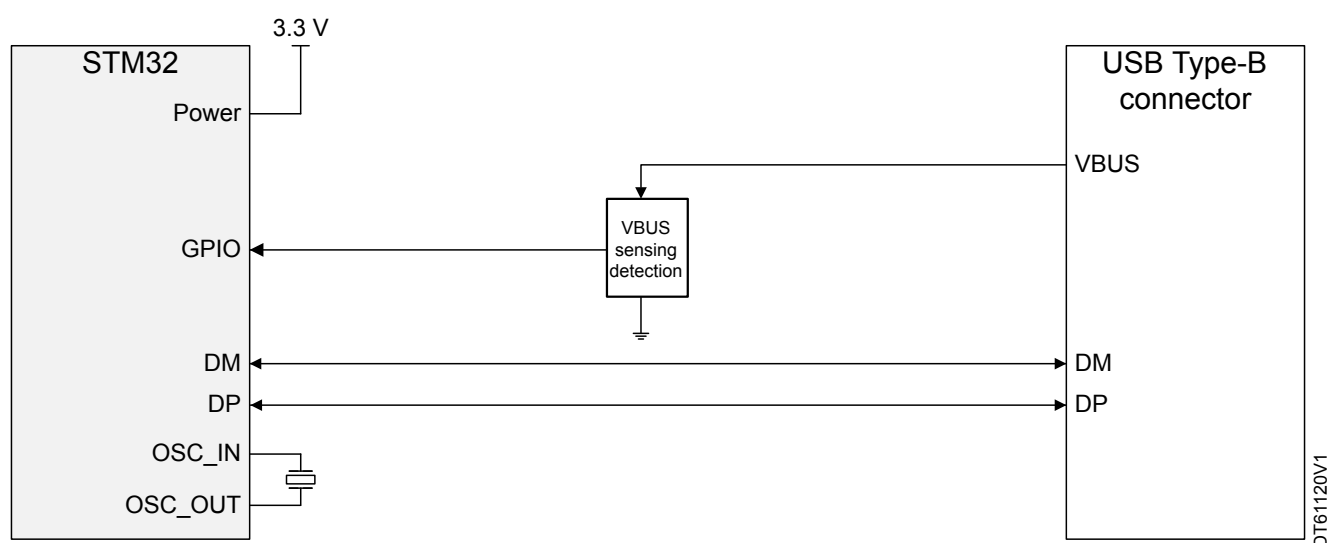 3.3 V
STM32
Power
GPIO
DM
DP
OSC_IN
OSC_OUT
VBUS
sensing
detection
USB Type-B
connector
VBUS
DM
DP
DT61120V1